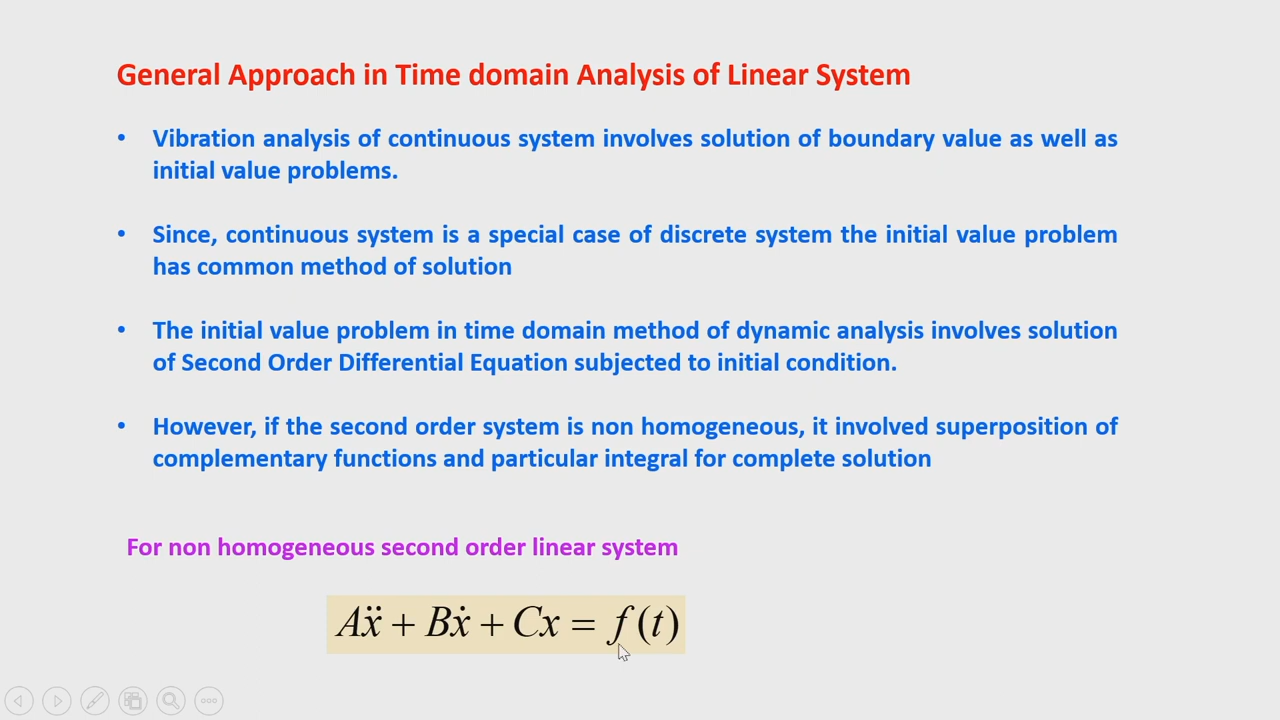 General Approach in Time domain Analysis of Linear System
• Vibration analysis of continuous system involves solution of boundary value as well as
initial value problems.
• Since, continuous system is a special case of discrete system the initial value problem
has common method of solution
• The initial value problem in time domain method of dynamic analysis involves solution
of Second Order Differential Equation subjected to initial condition.
• However, if the second order system is non homogeneous, it involved superposition of
complementary functions and particular integral for complete solution
For non homogeneous second order linear system
Aẍ + Bẋ + Cx = f(t)